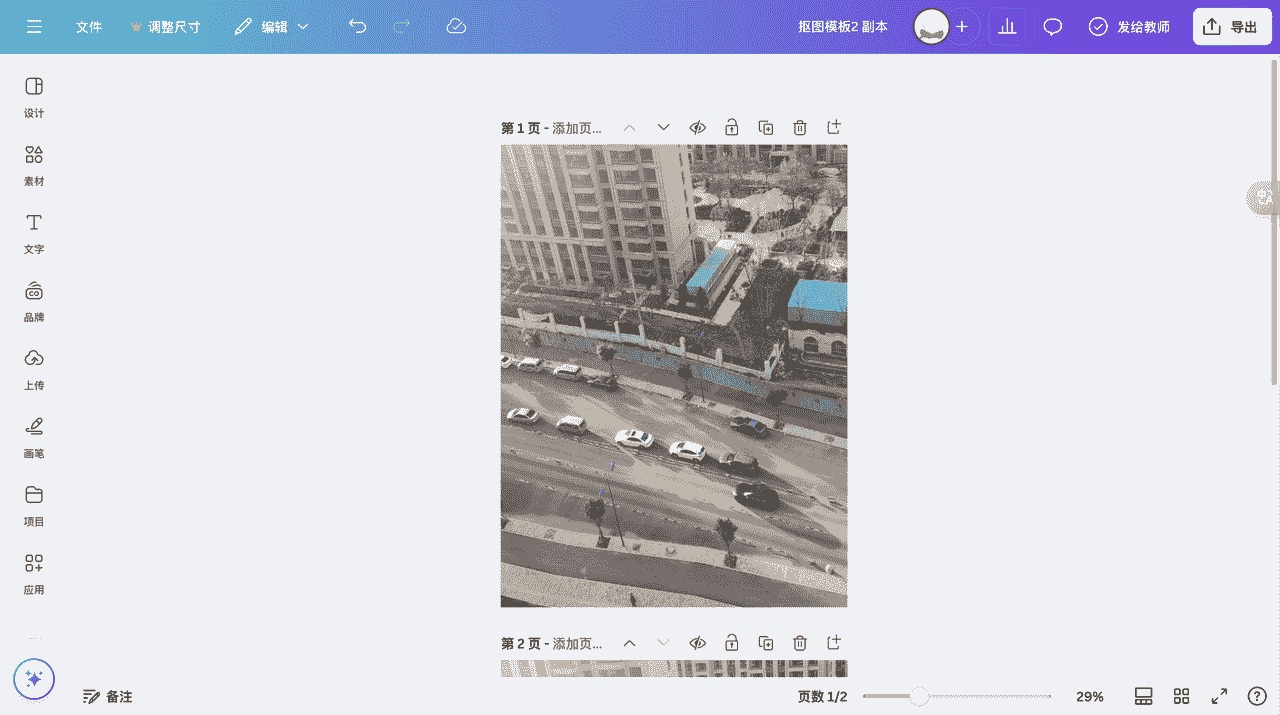 文件 调整尺寸 编辑 抠图模板2 副本 发给教师 导出
设计
素材
文字
品牌
上传
画笔
项目
应用
第 1 页 - 添加页...
第 2 页 - 添加页...
备注 页数 1/2 29%